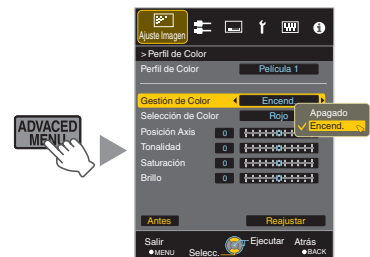 Ajuste Imagen
>Perfil de Color
Perfil de Color Película 1
Gestión de Color Encend.
Apagado
Encend.
Selección de Color Rojo
Posición Axis 0
Tonalidad 0
Saturación 0
Brillo 0
ADVACED
MENU
Antes Reajustar
Salir Ejecutar Atrás
MENU Selecc. BACK